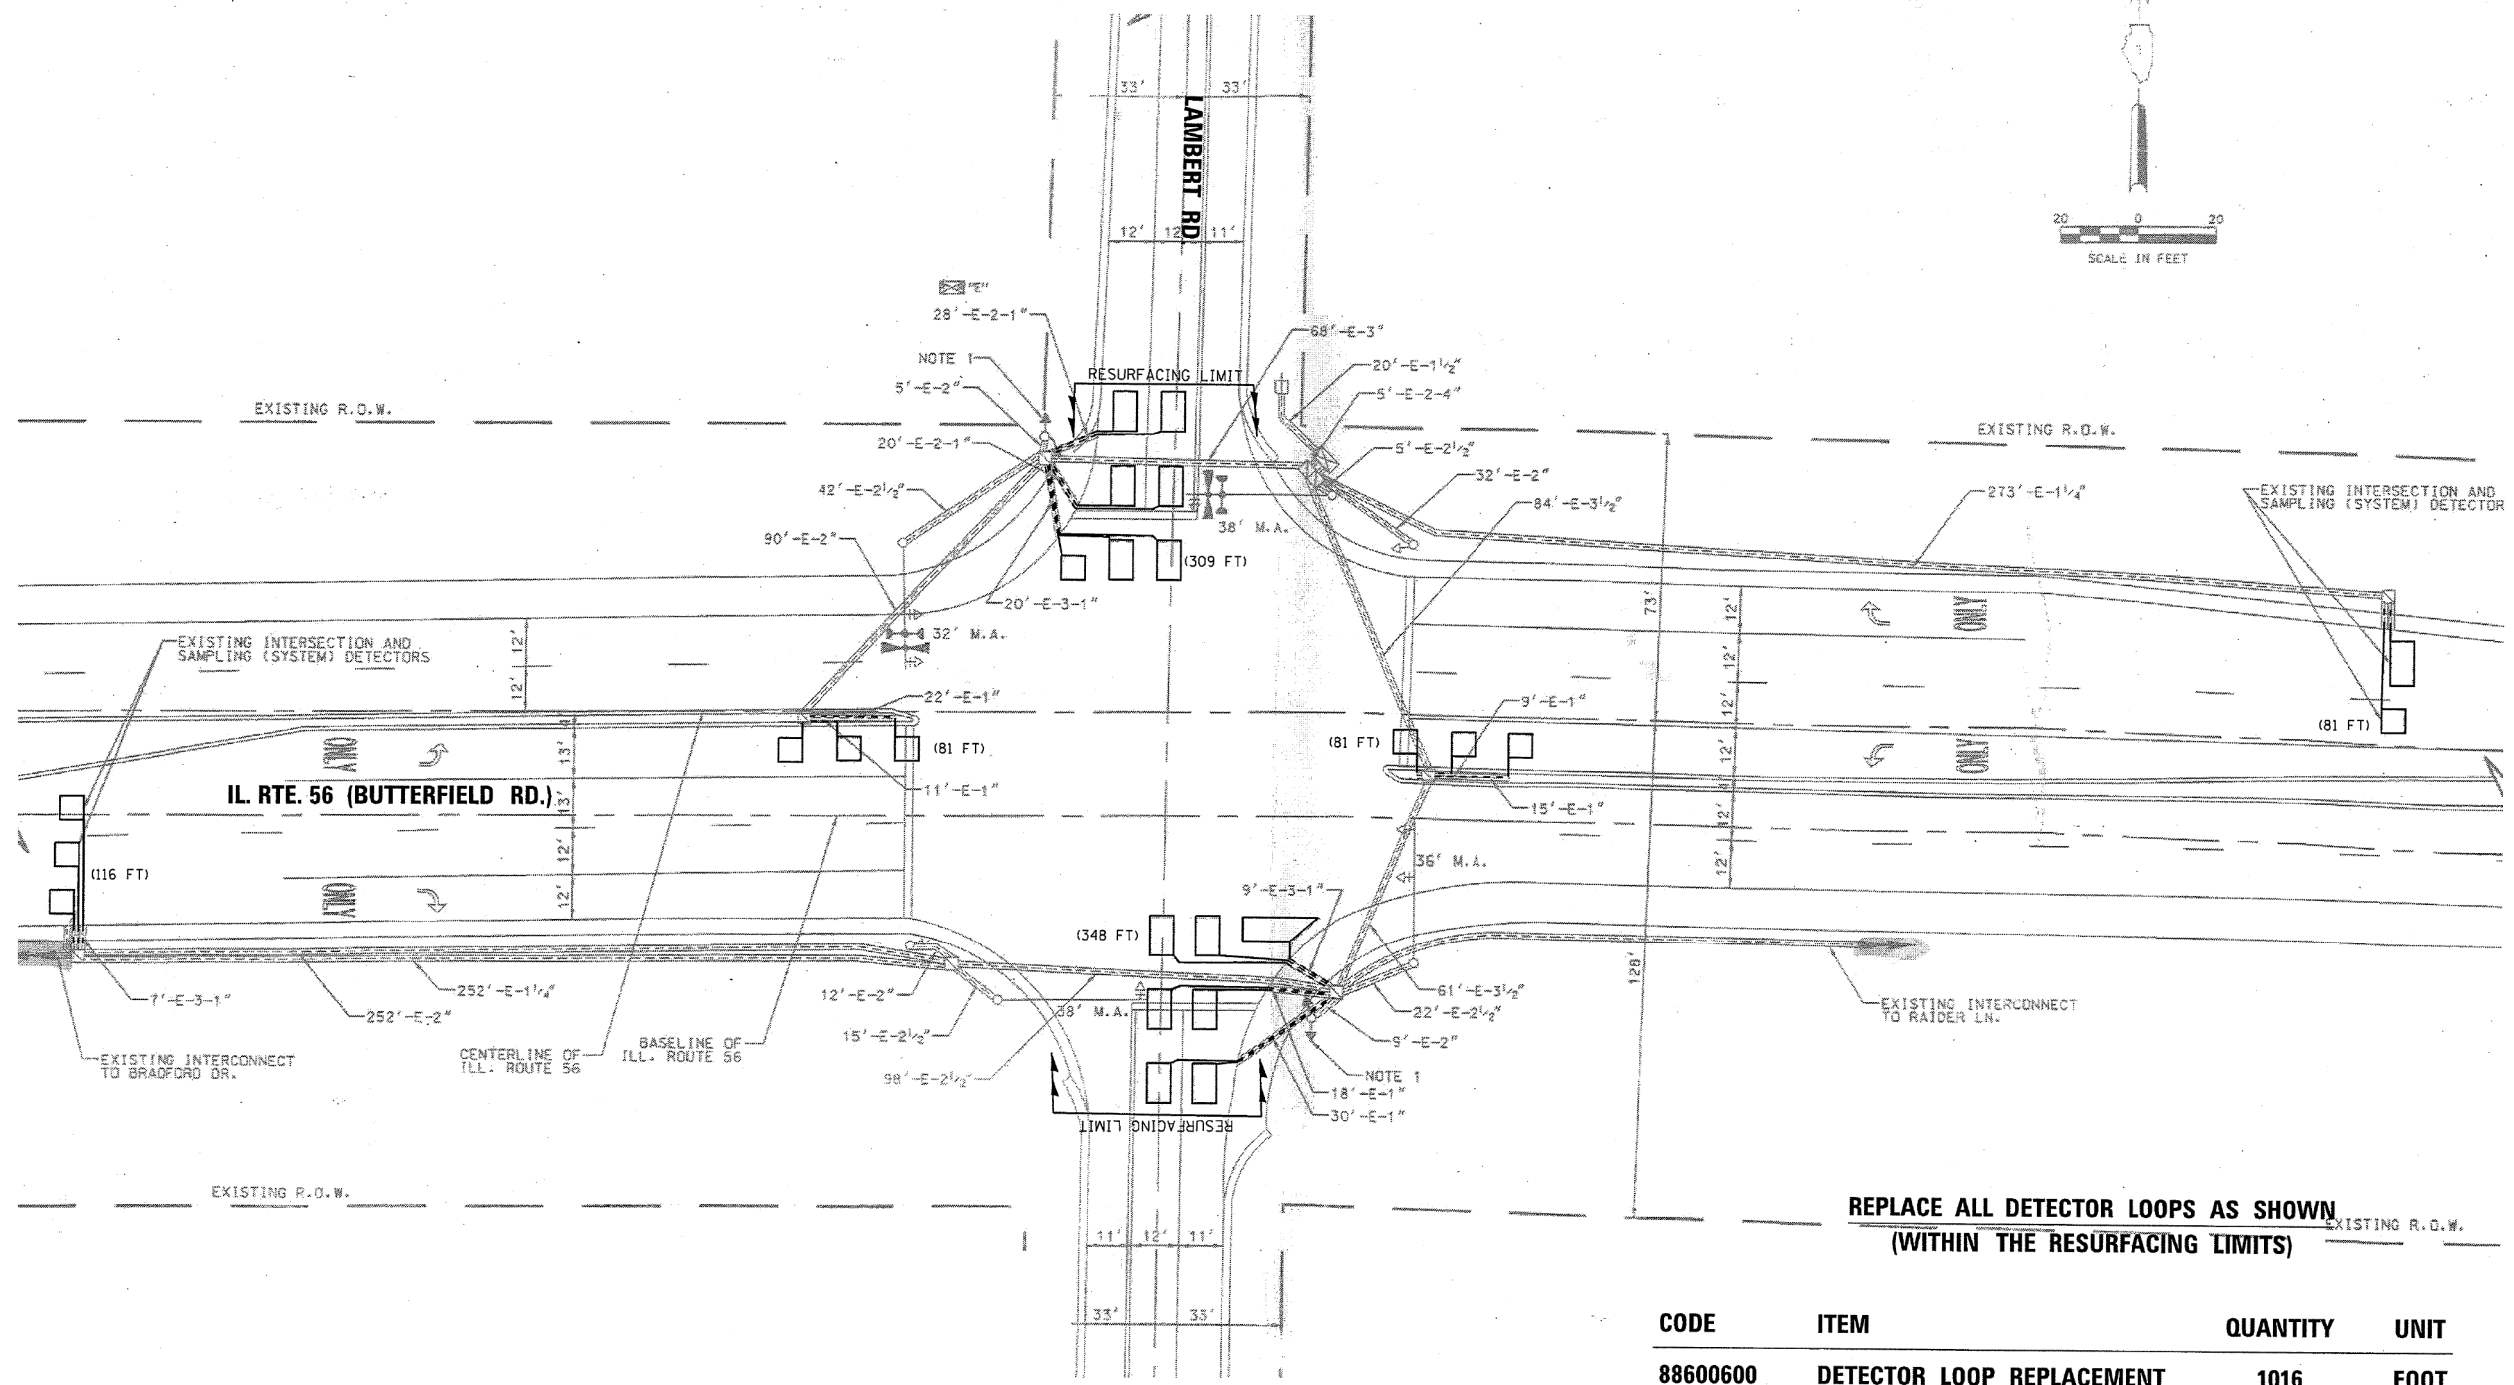 33'
33'
LAMBERT RD.
12'
12'
11'
20
0
20
SCALE IN FEET
"E"
28'-E-2-1"
NOTE 1
5'-E-2"
20'-E-2-1"
42'-E-2½"
90'-E-2"
RESURFACING LIMIT
68'-E-3"
20'-E-1½"
5'-E-2-4"
5'-E-2½"
32'-E-2"
84'-E-3½"
273'-E-1¼"
EXISTING R.O.W.
EXISTING R.O.W.
EXISTING INTERSECTION AND
SAMPLING (SYSTEM) DETECTOR
38' M.A.
(309 FT)
20'-E-3-1"
32' M.A.
EXISTING INTERSECTION AND
SAMPLING (SYSTEM) DETECTORS
12'
12'
22'-E-1"
(81 FT)
11'-E-1"
ONLY
13'
13'
12'
12'
IL. RTE. 56 (BUTTERFIELD RD.)
(116 FT)
ONLY
73'
12'
12'
12'
12'
4'
12'
12'
ONLY
ONLY
(81 FT)
9'-E-1"
(81 FT)
15'-E-1"
36' M.A.
9'-E-3-1"
(348 FT)
128'
7'-E-3-1"
252'-E-1¼"
252'-E-2"
12'-E-2"
15'-E-2½"
98'-E-2½"
38' M.A.
61'-E-3½"
22'-E-2½"
9'-E-2"
NOTE 1
18'-E-1"
30'-E-1"
EXISTING INTERCONNECT
TO RAIDER LN.
EXISTING INTERCONNECT
TO BRADFORD DR.
CENTERLINE OF
ILL. ROUTE 56
BASELINE OF
ILL. ROUTE 56
RESURFACING LIMIT
EXISTING R.O.W.
11'
12'
11'
33'
33'
REPLACE ALL DETECTOR LOOPS AS SHOWN
(WITHIN THE RESURFACING LIMITS)
EXISTING R.O.W.
CODE ITEM QUANTITY UNIT
88600600 DETECTOR LOOP REPLACEMENT 1016 FOOT